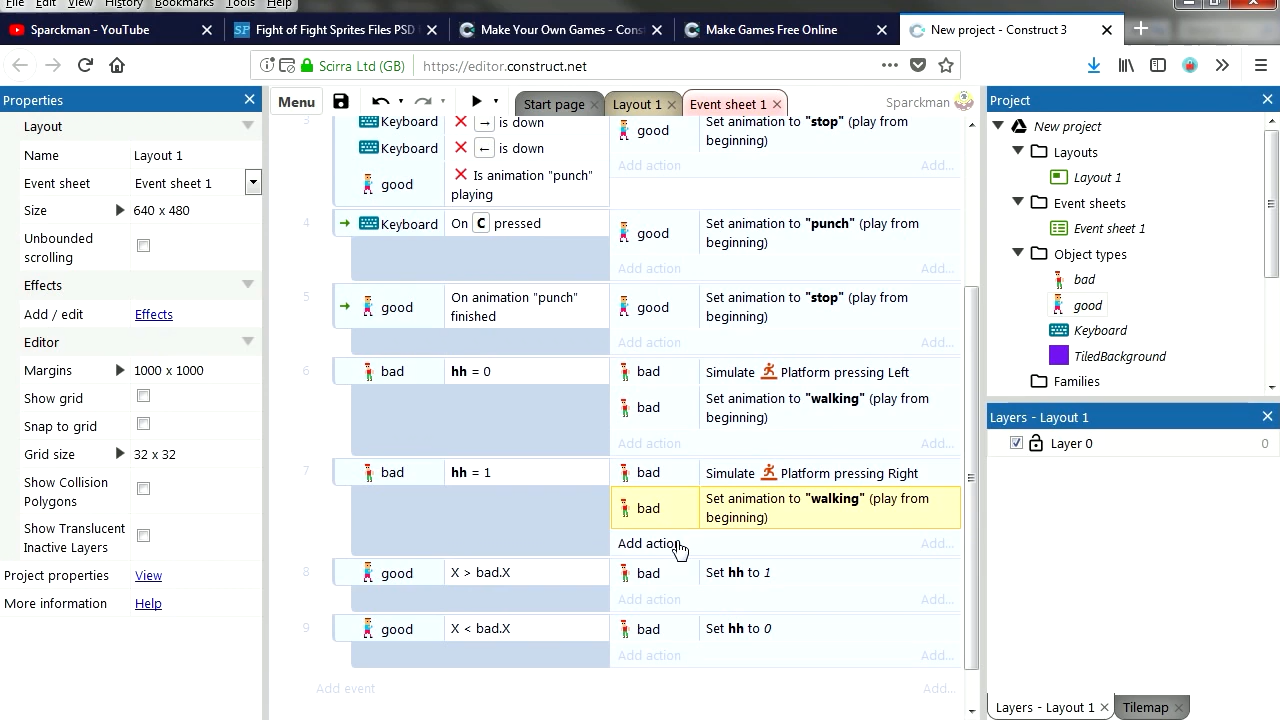 File Edit View History Bookmarks Tools Help
Sparckman - YouTube
Fight of Fight Sprites Files PSD
Make Your Own Games - Cons
Make Games Free Online
New project - Construct 3
Scirra Ltd (GB)
https://editor.construct.net
Properties
Layout
Name Layout 1
Event sheet Event sheet 1
Size 640 x 480
Unbounded
scrolling
Effects
Add / edit Effects
Editor
Margins 1000 x 1000
Show grid
Snap to grid
Grid size 32 x 32
Show Collision
Polygons
Show Translucent
Inactive Layers
Project properties View
More information Help
Menu
Start page
Layout 1
Event sheet 1
Sparckman
3
Keyboard → is down
Keyboard ← is down
good Is animation "punch"
playing
good Set animation to "stop" (play from
beginning)
Add action Add...
4
Keyboard On C pressed
good Set animation to "punch" (play from
beginning)
Add action Add...
5
good On animation "punch"
finished
good Set animation to "stop" (play from
beginning)
Add action Add...
6
bad hh = 0
bad Simulate Platform pressing Left
bad Set animation to "walking" (play from
beginning)
Add action Add...
7
bad hh = 1
bad Simulate Platform pressing Right
bad Set animation to "walking" (play from
beginning)
Add action Add...
8
good X > bad.X
bad Set hh to 1
Add action Add...
9
good X < bad.X
bad Set hh to 0
Add action Add...
Add event Add...
Project
New project
Layouts
Layout 1
Event sheets
Event sheet 1
Object types
bad
good
Keyboard
TiledBackground
Families
Layers - Layout 1
Layer 0 0
Layers - Layout 1
Tilemap